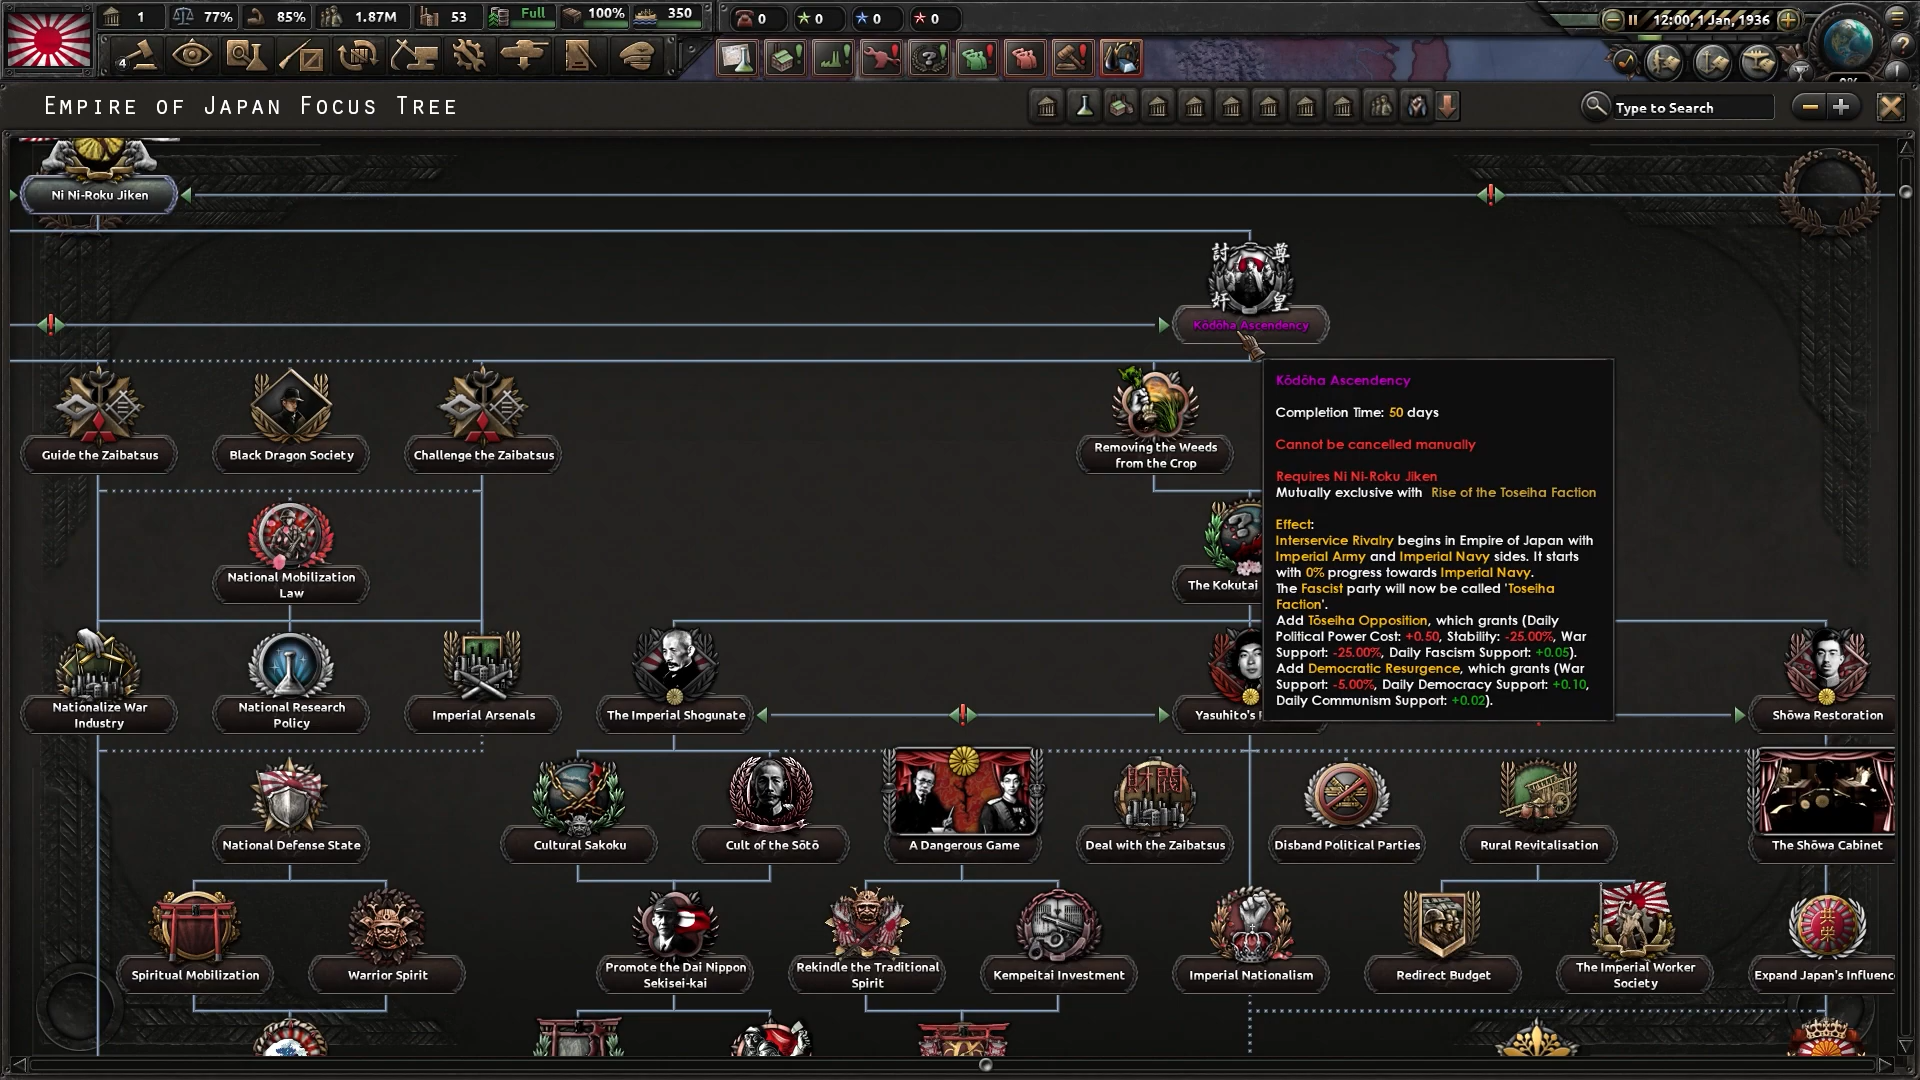 1
77%
85%
1.87M
53
Full
100%
350
0
0
0
0
12:00, 1 Jan, 1936
4
0%
Empire of Japan Focus Tree
Type to Search
Ni Ni-Roku Jiken
討 尊
奸 皇
Kōdōha Ascendency
Guide the Zaibatsus
Black Dragon Society
Challenge the Zaibatsus
Removing the Weeds
from the Crop
Kōdōha Ascendency
Completion Time: 50 days
Cannot be cancelled manually
Requires Ni Ni-Roku Jiken
Mutually exclusive with Rise of the Toseiha Faction
Effect:
Interservice Rivalry begins in Empire of Japan with
Imperial Army and Imperial Navy sides. It starts
with 0% progress towards Imperial Navy.
The Fascist party will now be called 'Toseiha
Faction'.
Add Tōseiha Opposition, which grants (Daily
Political Power Cost: +0.50, Stability: -25.00%, War
Support: -25.00%, Daily Fascism Support: +0.05).
Add Democratic Resurgence, which grants (War
Support: -5.00%, Daily Democracy Support: +0.10,
Daily Communism Support: +0.02).
National Mobilization
Law
The Kokutai
Nationalize War
Industry
National Research
Policy
Imperial Arsenals
The Imperial Shogunate
Yasuhito's
Shōwa Restoration
National Defense State
Cultural Sakoku
Cult of the Sōtō
A Dangerous Game
財閥
Deal with the Zaibatsus
Disband Political Parties
Rural Revitalisation
The Shōwa Cabinet
Spiritual Mobilization
Warrior Spirit
Promote the Dai Nippon
Sekisei-kai
Rekindle the Traditional
Spirit
Kempeitai Investment
Imperial Nationalism
Redirect Budget
The Imperial Worker
Society
共栄
Expand Japan's Influenc